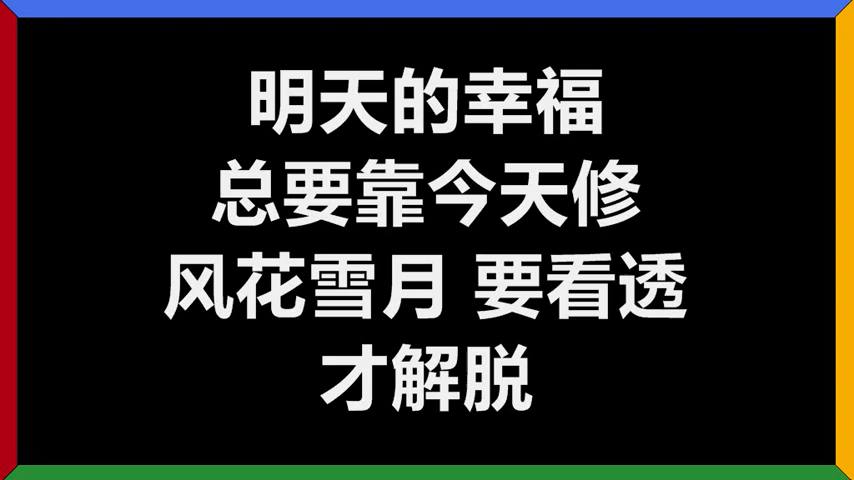 明天的幸福
总要靠今天修
风花雪月 要看透
才解脱